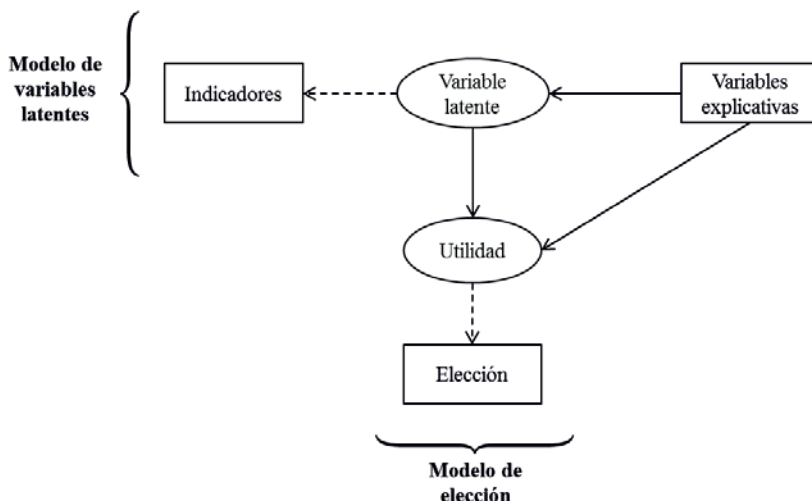 Modelo de
variables
latentes
Indicadores
Variable
latente
Variables
explicativas
Utilidad
Elección
Modelo de
elección